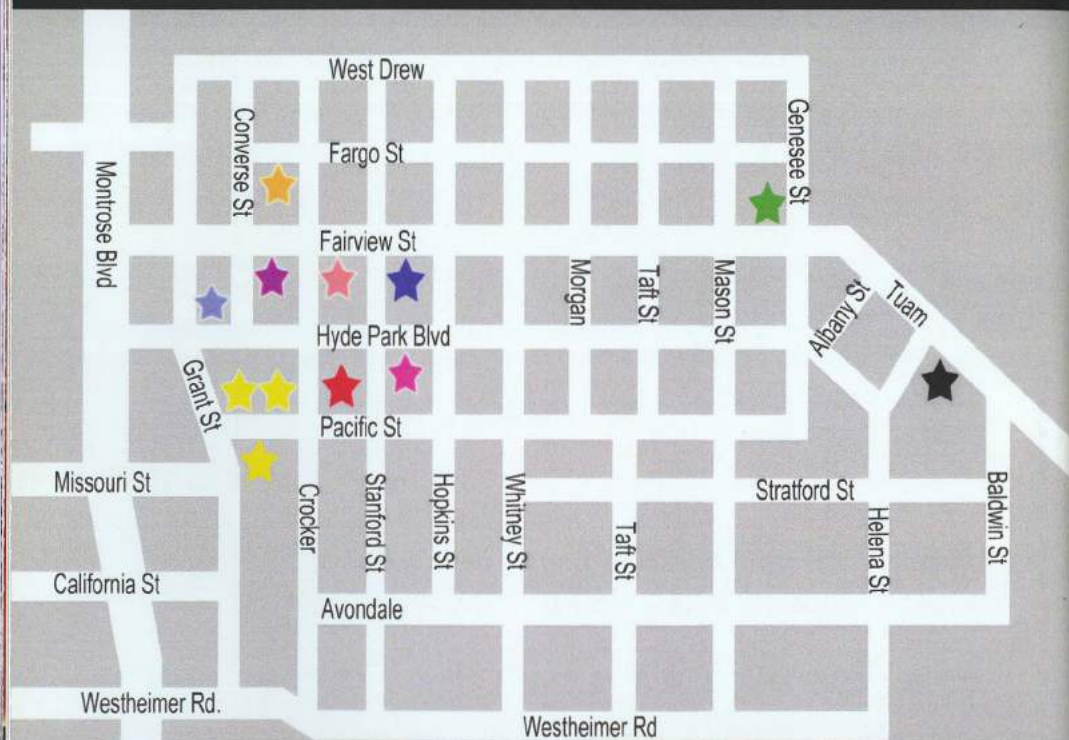 West Drew
Converse St
Genesee St
Fargo St
Montrose Blvd
Fairview St
Morgan
Taft St
Mason St
Albany St
Tuam
Hyde Park Blvd
Grant St
Pacific St
Missouri St
Crocker
Stanford St
Hopkins St
Whitney St
Taft St
Stratford St
Helena St
Baldwin St
California St
Avondale
Westheimer Rd.
Westheimer Rd